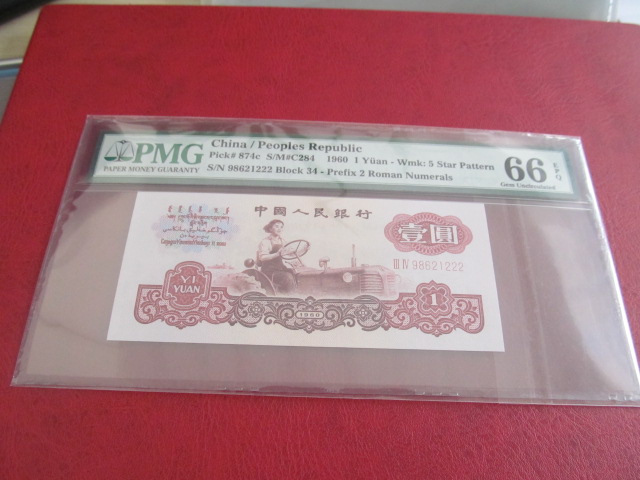 PMG
PAPER MONEY GUARANTY
China / Peoples Republic
Pick# 874c S/M#C284 1960 1 Yüan - Wmk: 5 Star Pattern
S/N 98621222 Block 34 - Prefix 2 Roman Numerals
66 EPQ
Gem Uncirculated
中國人民銀行
壹圓
III IV 98621222
YI
YUAN
1960
1